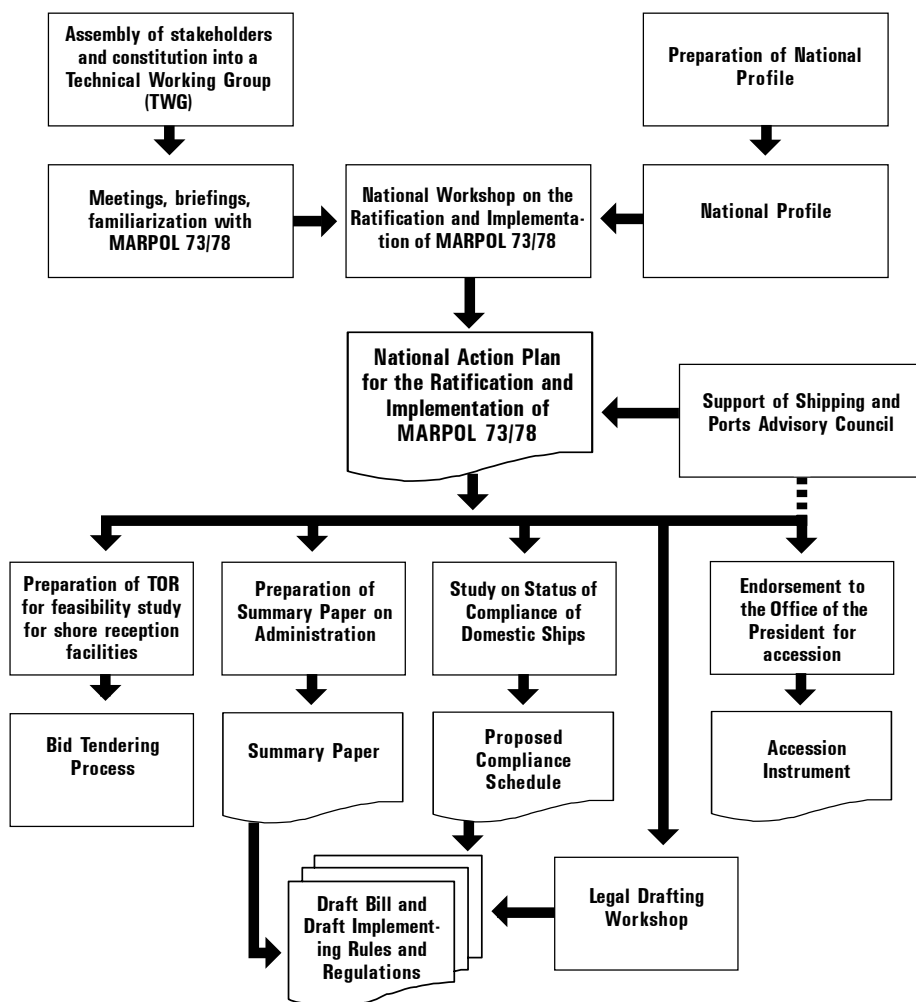 Assembly of stakeholders
and constitution into a
Technical Working Group
(TWG)
Preparation of National
Profile
Meetings, briefings,
familiarization with
MARPOL 73/78
National Workshop on the
Ratification and Implementa-
tion of MARPOL 73/78
National Profile
National Action Plan
for the Ratification and
Implementation of
MARPOL 73/78
Support of Shipping and
Ports Advisory Council
Preparation of TOR
for feasibility study
for shore reception
facilities
Preparation of
Summary Paper on
Administration
Study on Status of
Compliance of
Domestic Ships
Endorsement to
the Office of the
President for
accession
Bid Tendering
Process
Summary Paper
Proposed
Compliance
Schedule
Accession
Instrument
Draft Bill and
Draft Implement-
ing Rules and
Regulations
Legal Drafting
Workshop